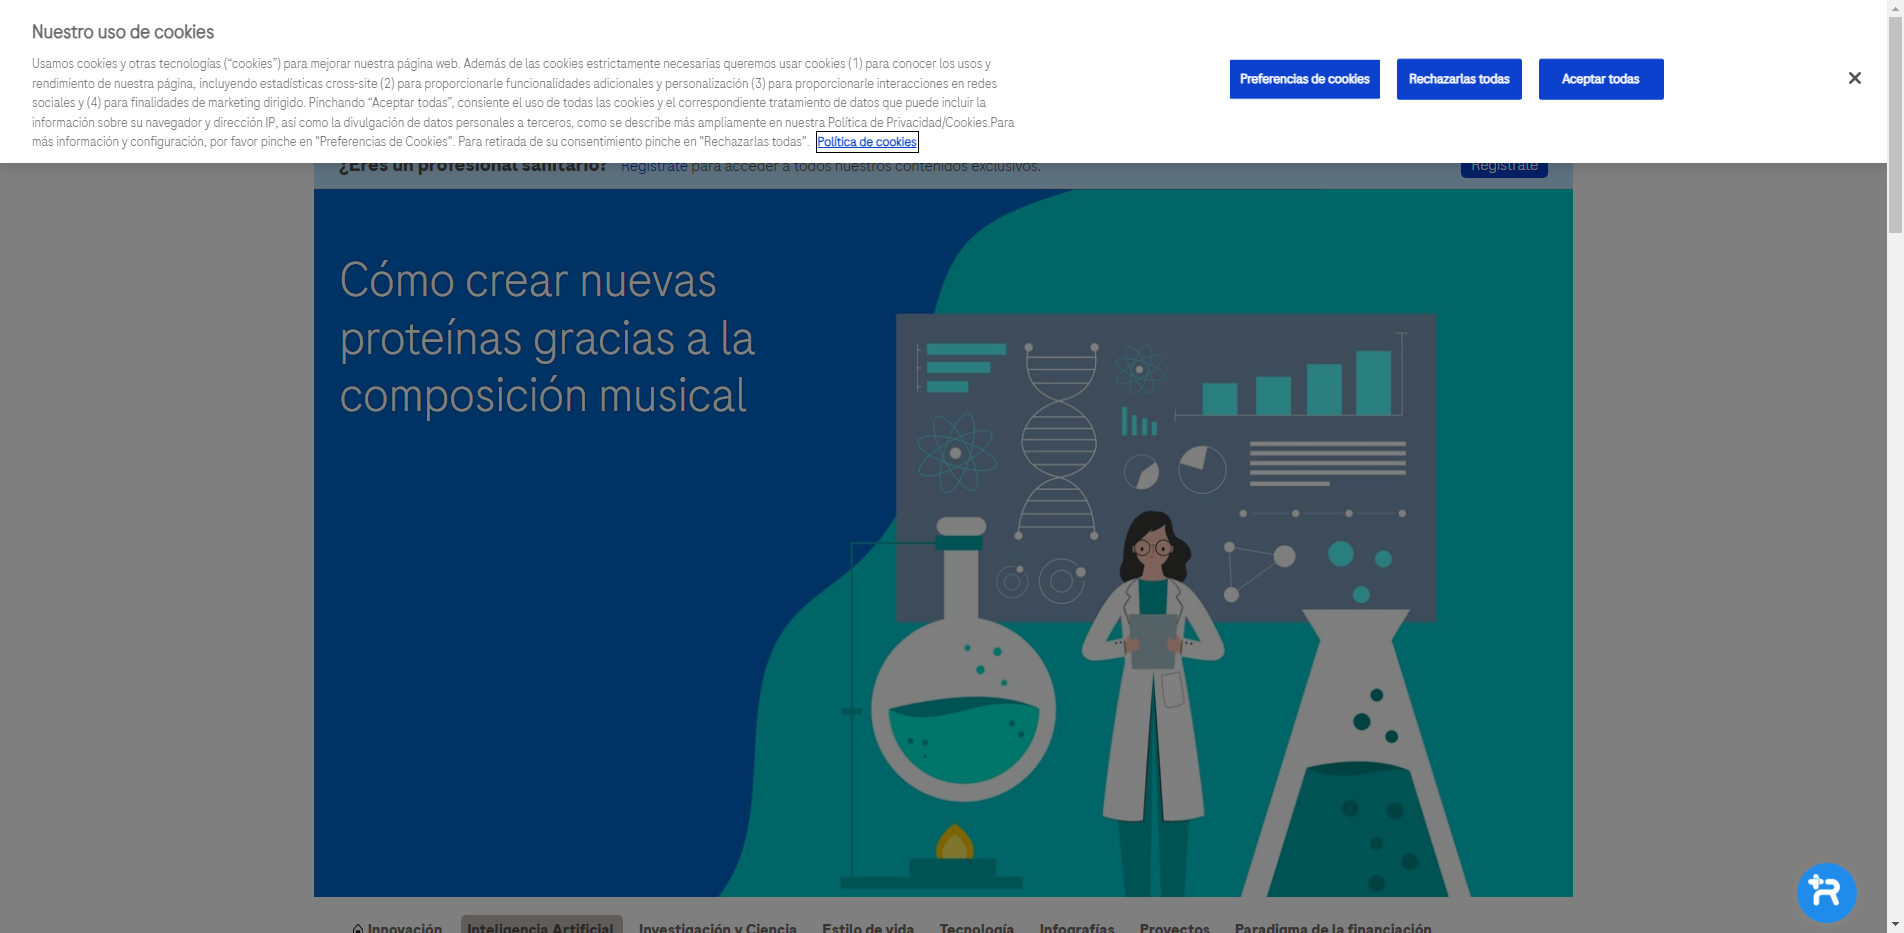 Nuestro uso de cookies
Usamos cookies y otras tecnologías (“cookies”) para mejorar nuestra página web. Además de las cookies estrictamente necesarias queremos usar cookies (1) para conocer los usos y
rendimiento de nuestra página, incluyendo estadísticas cross-site (2) para proporcionarle funcionalidades adicionales y personalización (3) para proporcionarle interacciones en redes
sociales y (4) para finalidades de marketing dirigido. Pinchando “Aceptar todas”, consiente el uso de todas las cookies y el correspondiente tratamiento de datos que puede incluir la
información sobre su navegador y dirección IP, así como la divulgación de datos personales a terceros, como se describe más ampliamente en nuestra Política de Privacidad/Cookies.Para
más información y configuración, por favor pinche en "Preferencias de Cookies". Para retirada de su consentimiento pinche en "Rechazarlas todas". Política de cookies
Preferencias de cookies Rechazarlas todas Aceptar todas
¿Eres un profesional sanitario? Regístrate para acceder a todos nuestros contenidos exclusivos. Regístrate
Cómo crear nuevas
proteínas gracias a la
composición musical
Innovación Inteligencia Artificial Investigación y Ciencia Estilo de vida Tecnología Infografías Proyectos Paradigma de la financiación